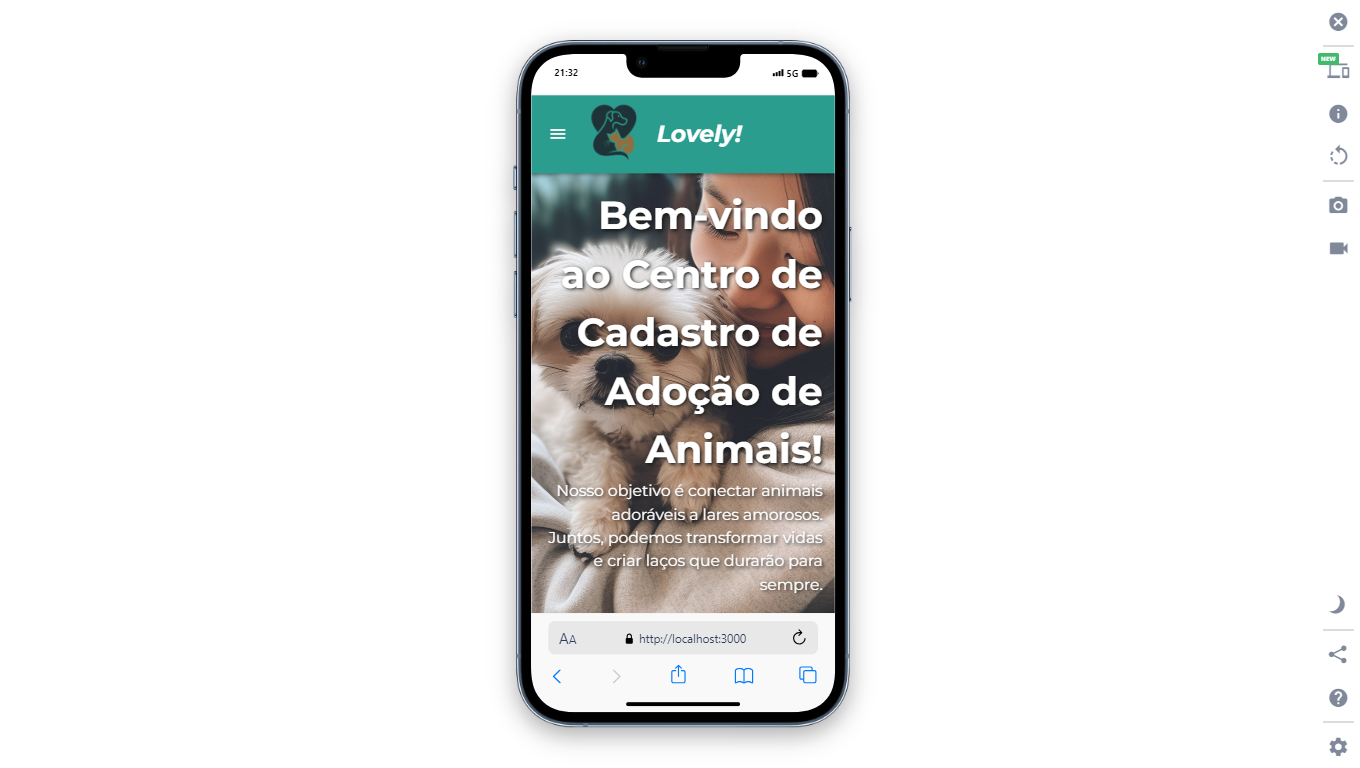 21:32
5G
NEW
Lovely!
Bem-vindo
ao Centro de
Cadastro de
Adoção de
Animais!
Nosso objetivo é conectar animais
adoráveis a lares amorosos.
Juntos, podemos transformar vidas
e criar laços que durarão para
sempre.
AA
http://localhost:3000